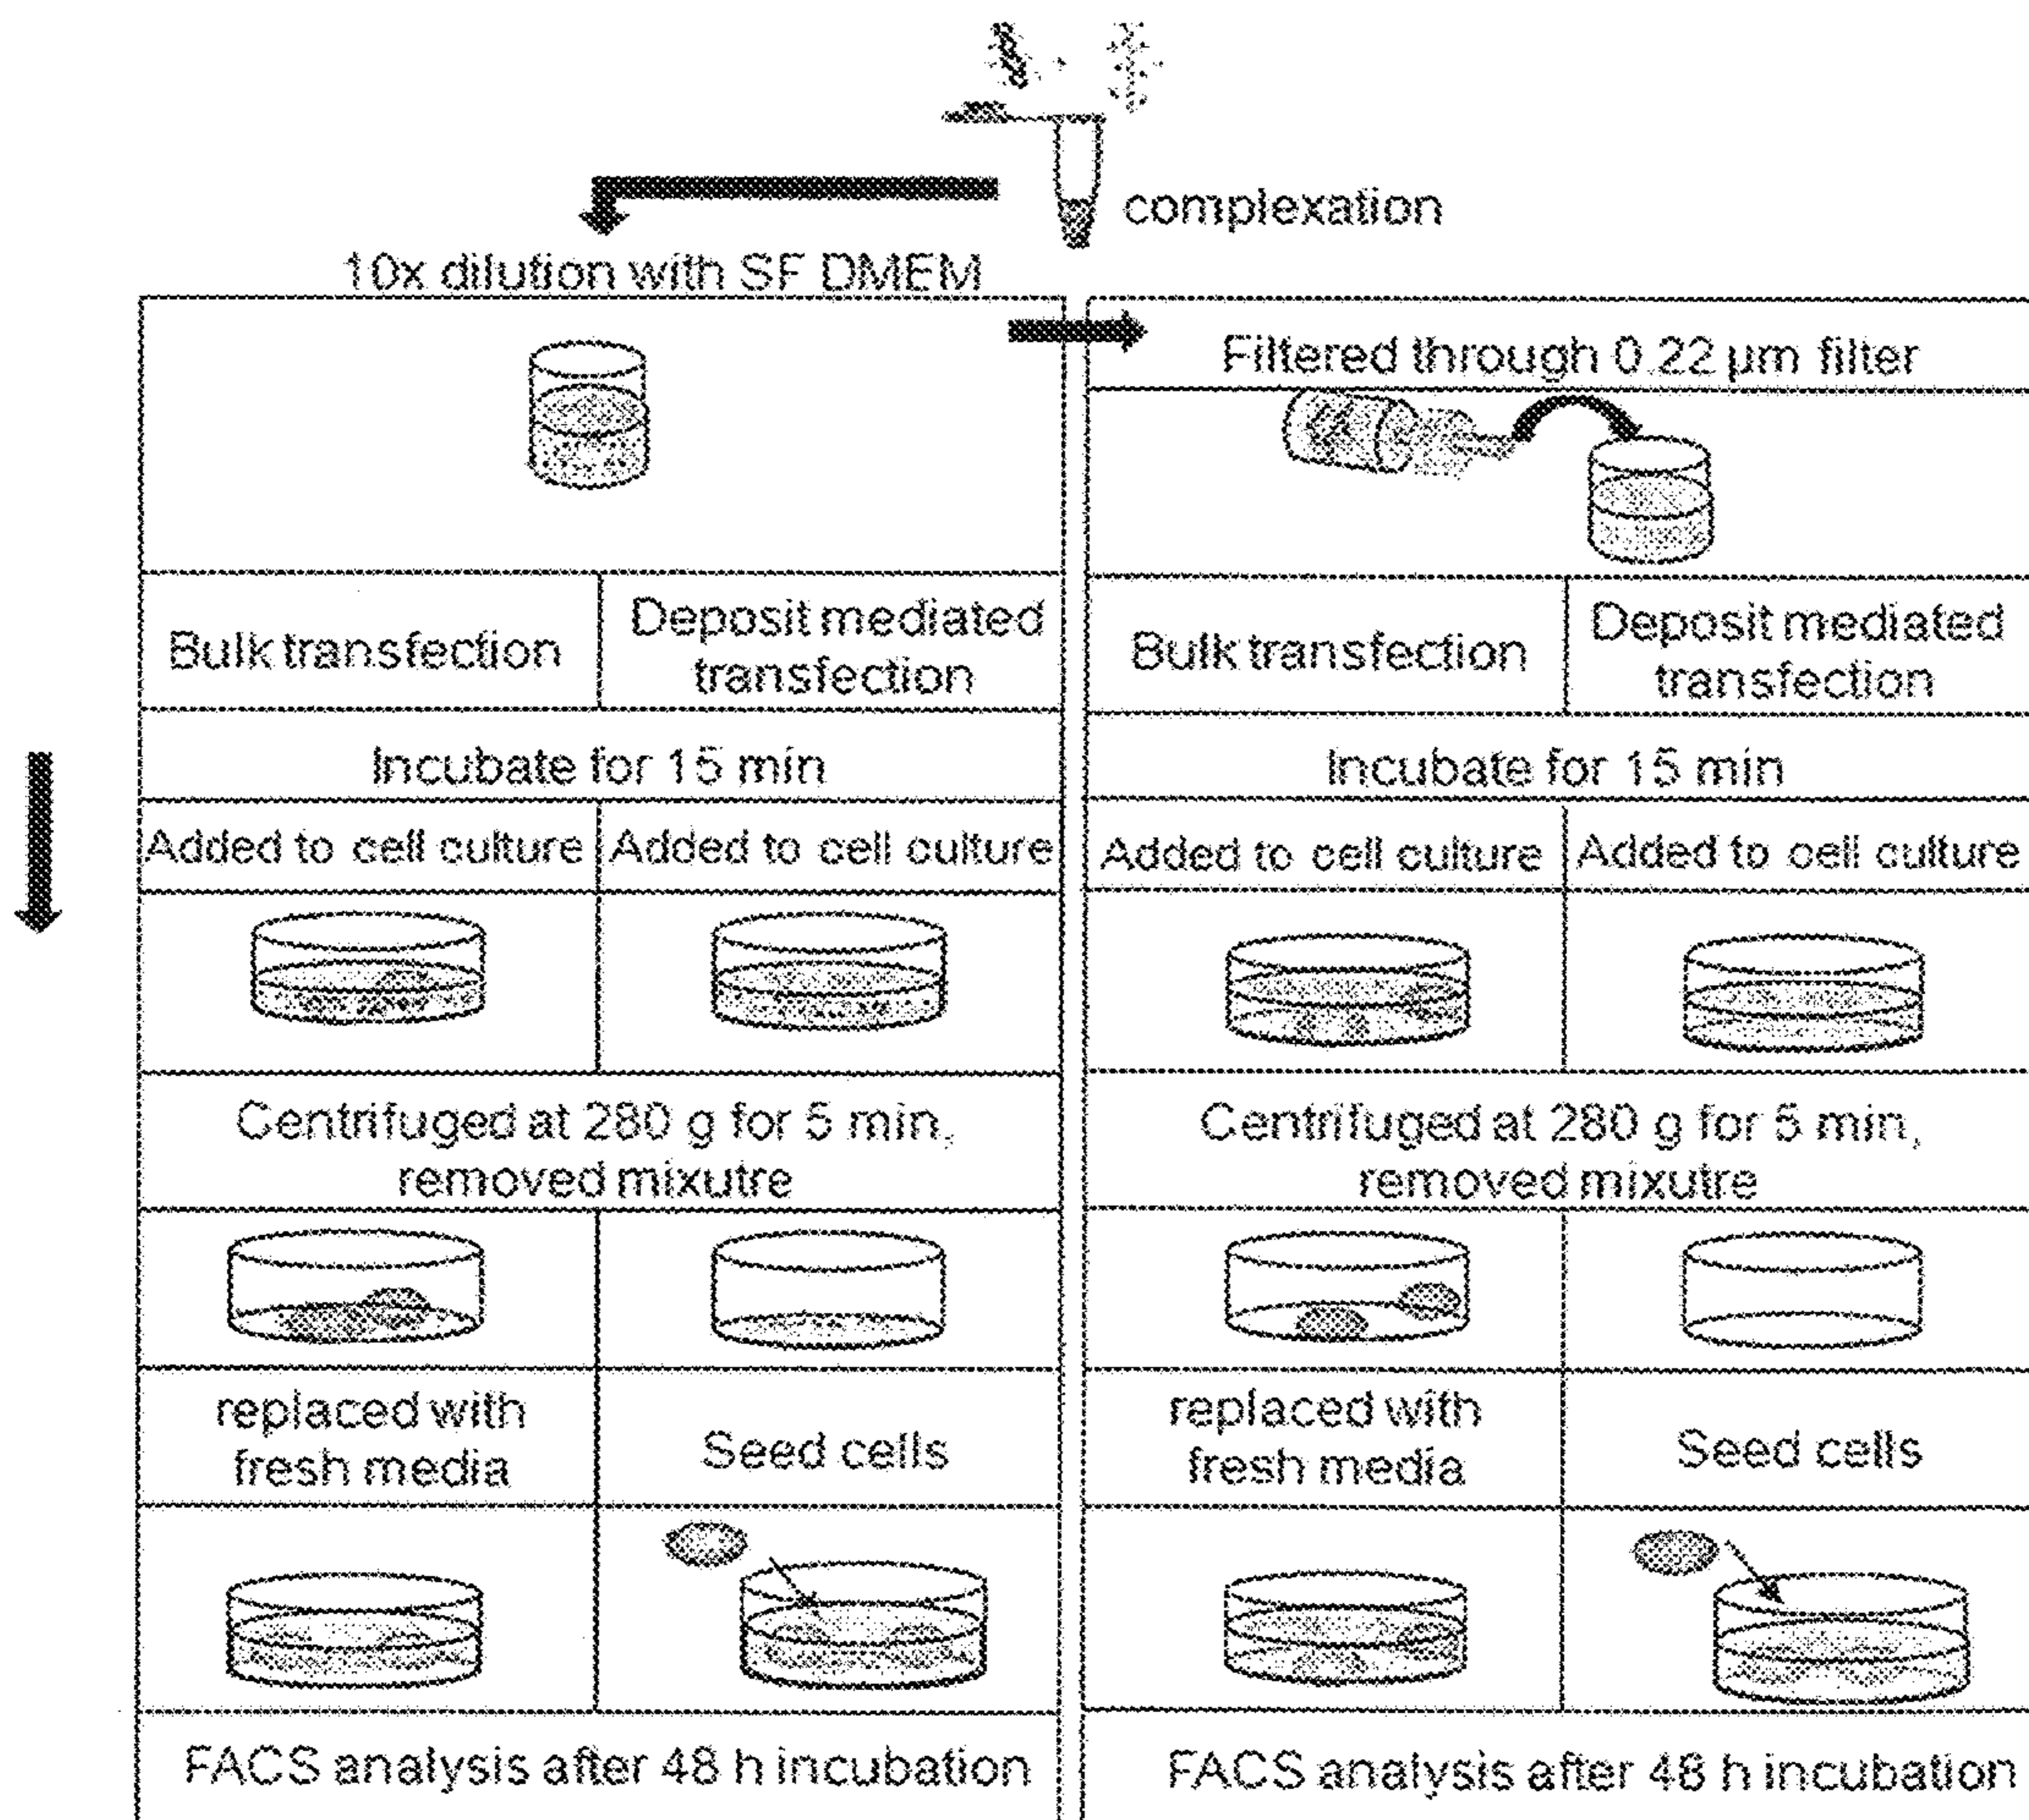 complexation
10x dilution with SF DMEM
Filtered through 0.22 µm filter
Bulk transfection
Deposit mediated
transfection
Bulk transfection
Deposit mediated
transfection
Incubate for 15 min
Incubate for 15 min
Added to cell culture
Added to cell culture
Added to cell culture
Added to cell culture
Centrifuged at 280 g for 5 min,
removed mixutre
Centrifuged at 280 g for 5 min,
removed mixutre
replaced with
fresh media
Seed cells
replaced with
fresh media
Seed cells
FACS analysis after 48 h incubation
FACS analysis after 48 h incubation